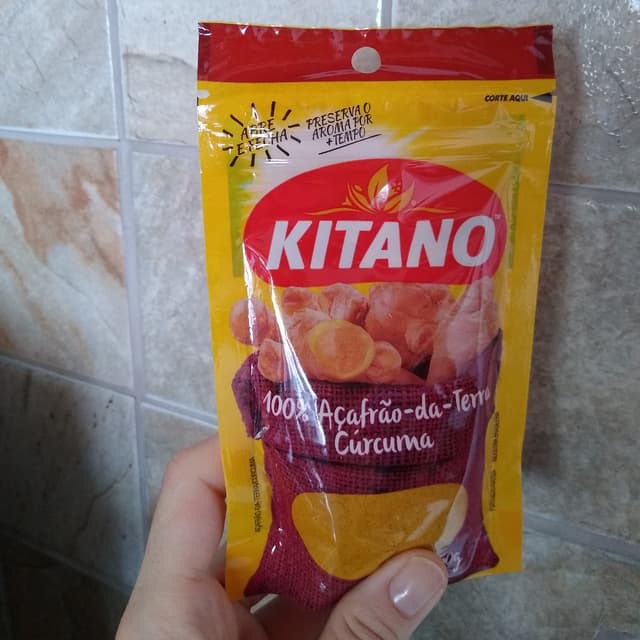 CORTE AQUI
ABRE
E FECHA
PRESERVA O
AROMA POR
+TEMPO
KITANO
100% Açafrão-da-Terra
Cúrcuma